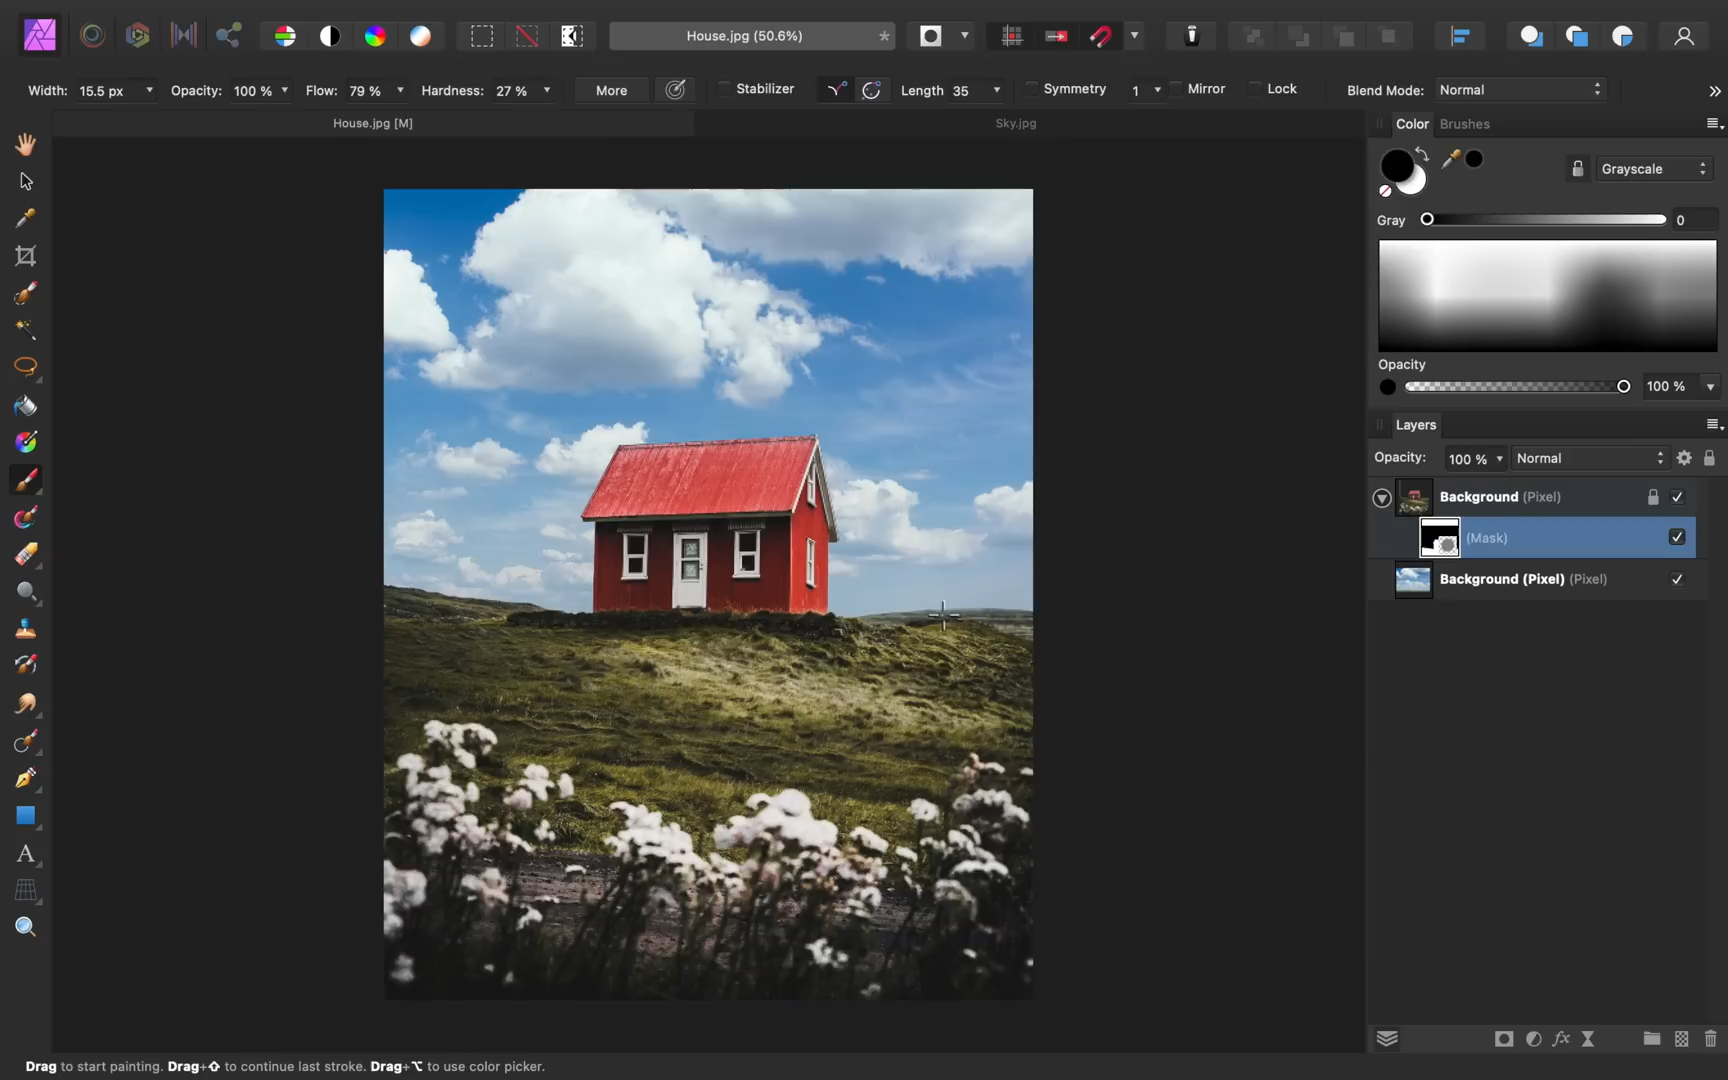 House.jpg (50.6%) *
Width: 15.5 px Opacity: 100 % Flow: 79 % Hardness: 27 % More Stabilizer Length 35 Symmetry 1 Mirror Lock Blend Mode: Normal »
House.jpg [M] Sky.jpg
Color Brushes
Grayscale
Gray 0
Opacity
100 %
Layers
Opacity: 100 % Normal
Background (Pixel)
(Mask)
Background (Pixel) (Pixel)
A
fx
Drag to start painting. Drag+⇧ to continue last stroke. Drag+⌥ to use color picker.